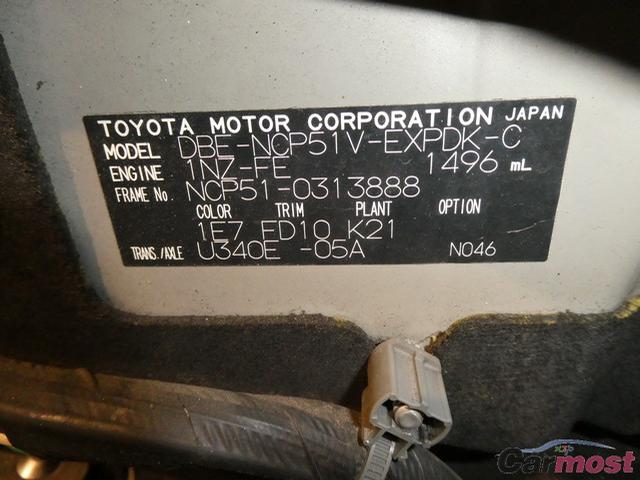 TOYOTA MOTOR CORPORATION JAPAN
MODEL DBE-NCP51V-EXPDK-C
ENGINE 1NZ-FE 1496 mL
FRAME No. NCP51-0313888
COLOR TRIM PLANT OPTION
1E7 FD10 K21
TRANS./AXLE U340E -05A N046
Carmost